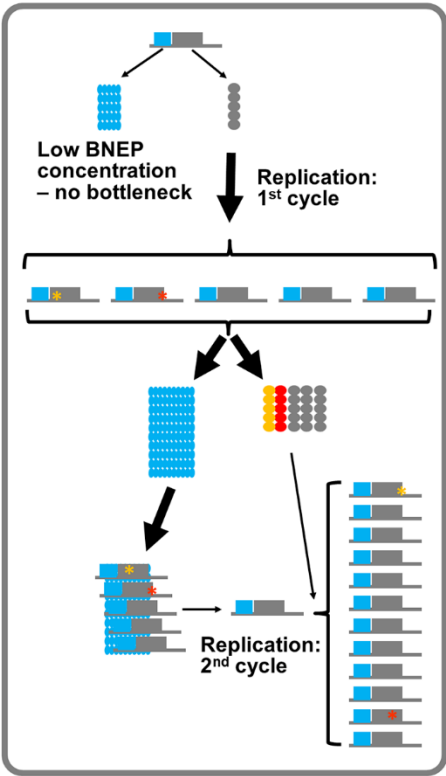 Low BNEP
concentration
– no bottleneck
Replication:
1st cycle
Replication:
2nd cycle